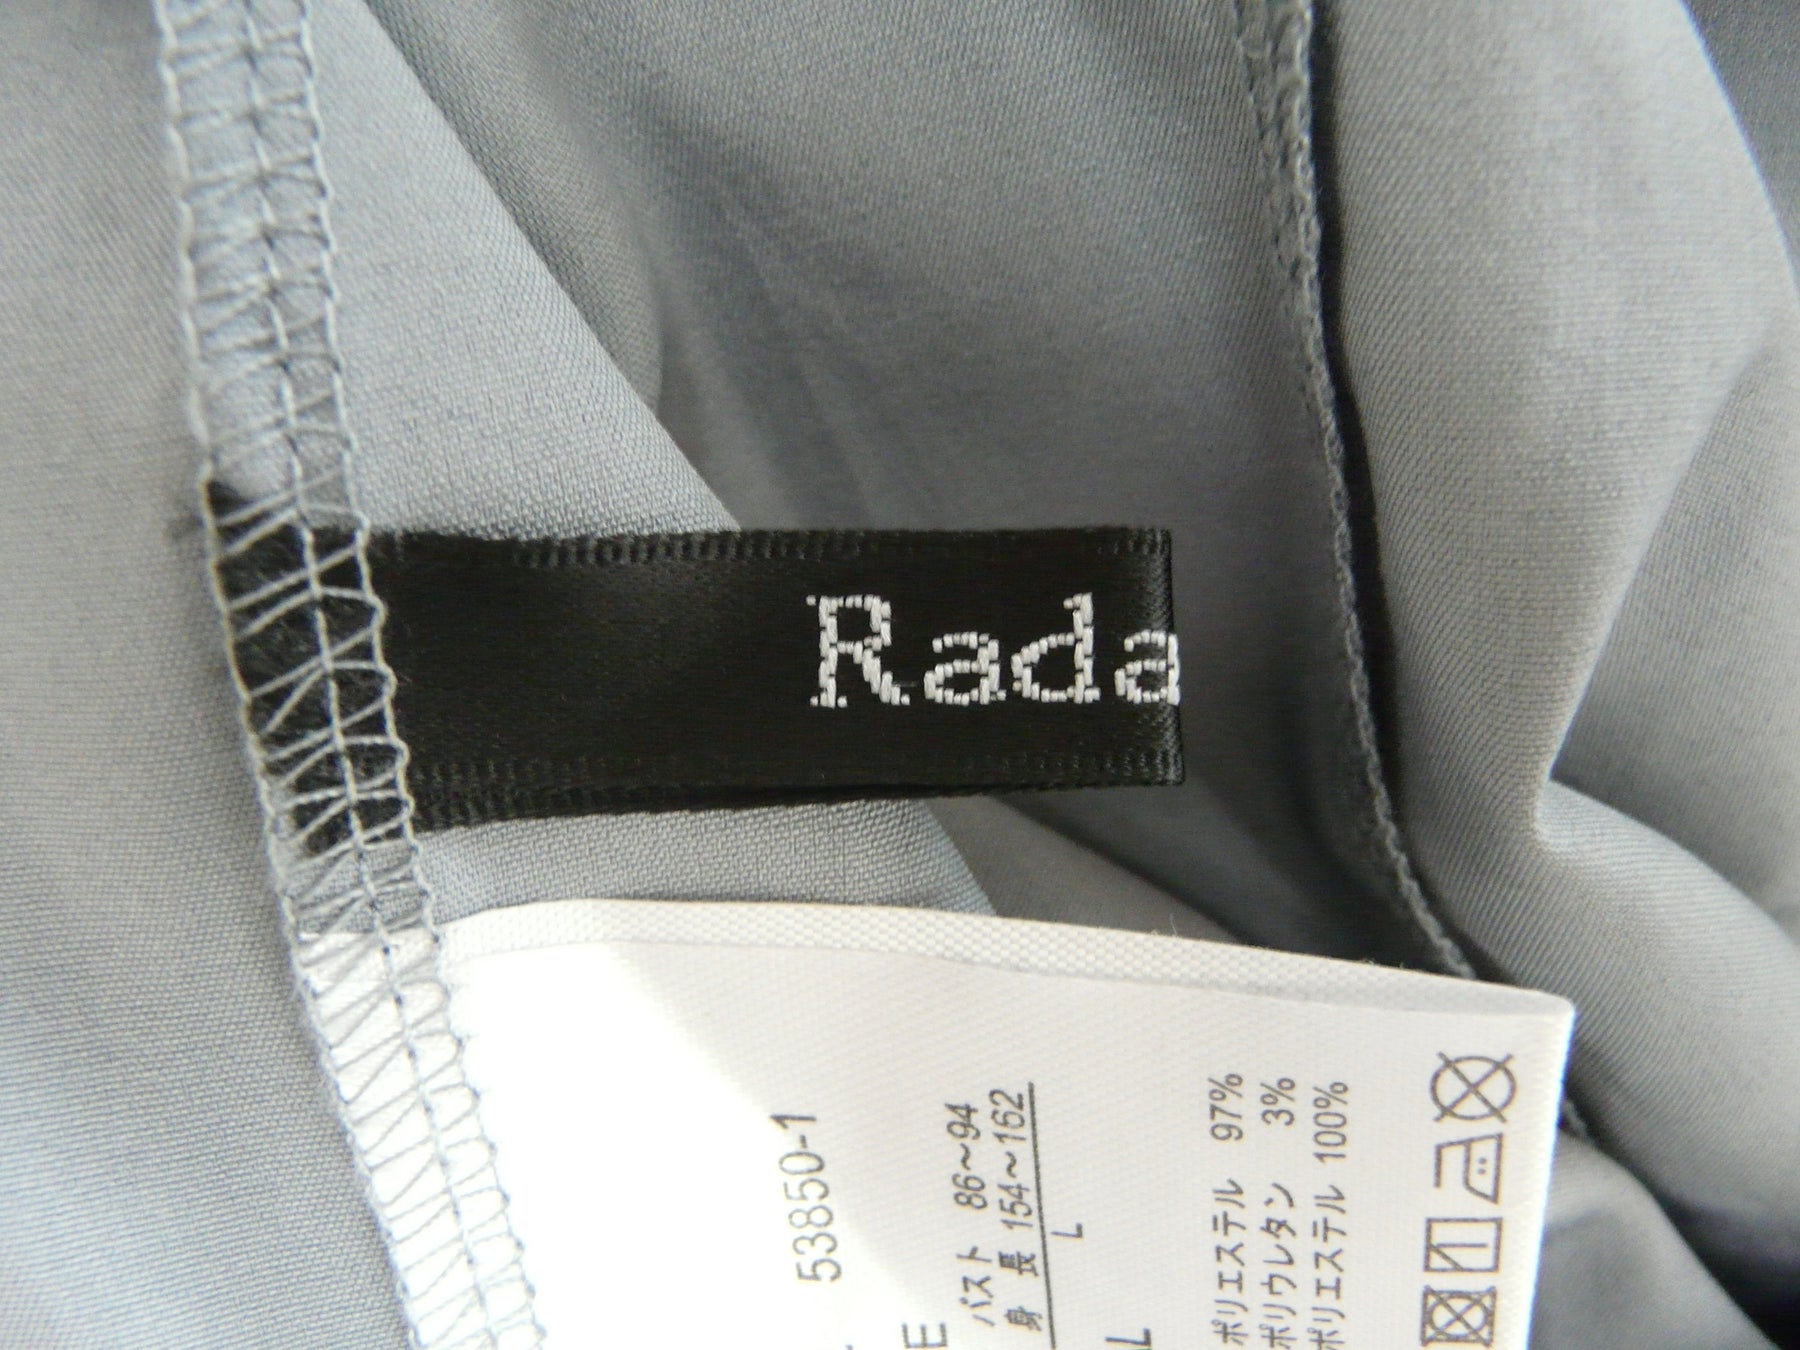 Rada
53850-1
E
バスト 86～94
身 長 154～162
L
AL
ポリエステル 97%
ポリウレタン 3%
ポリエステル 100%